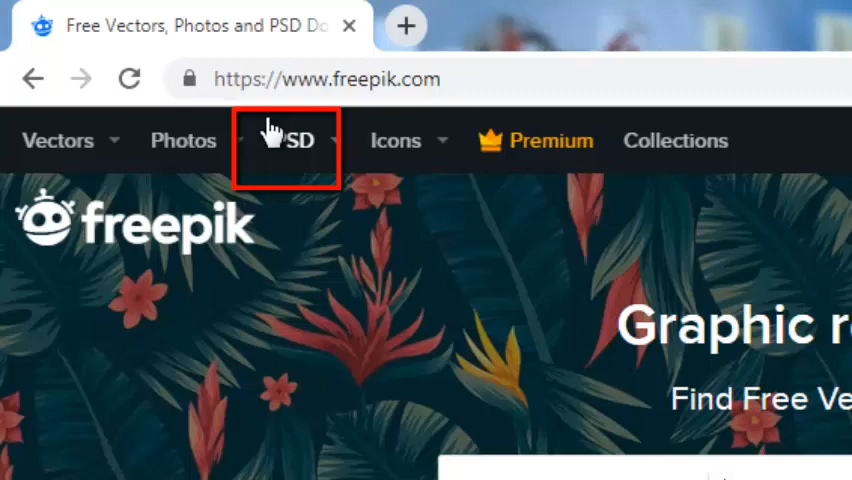 Free Vectors, Photos and PSD Do
https://www.freepik.com
Vectors Photos PSD Icons Premium Collections
freepik
Graphic r
Find Free Ve